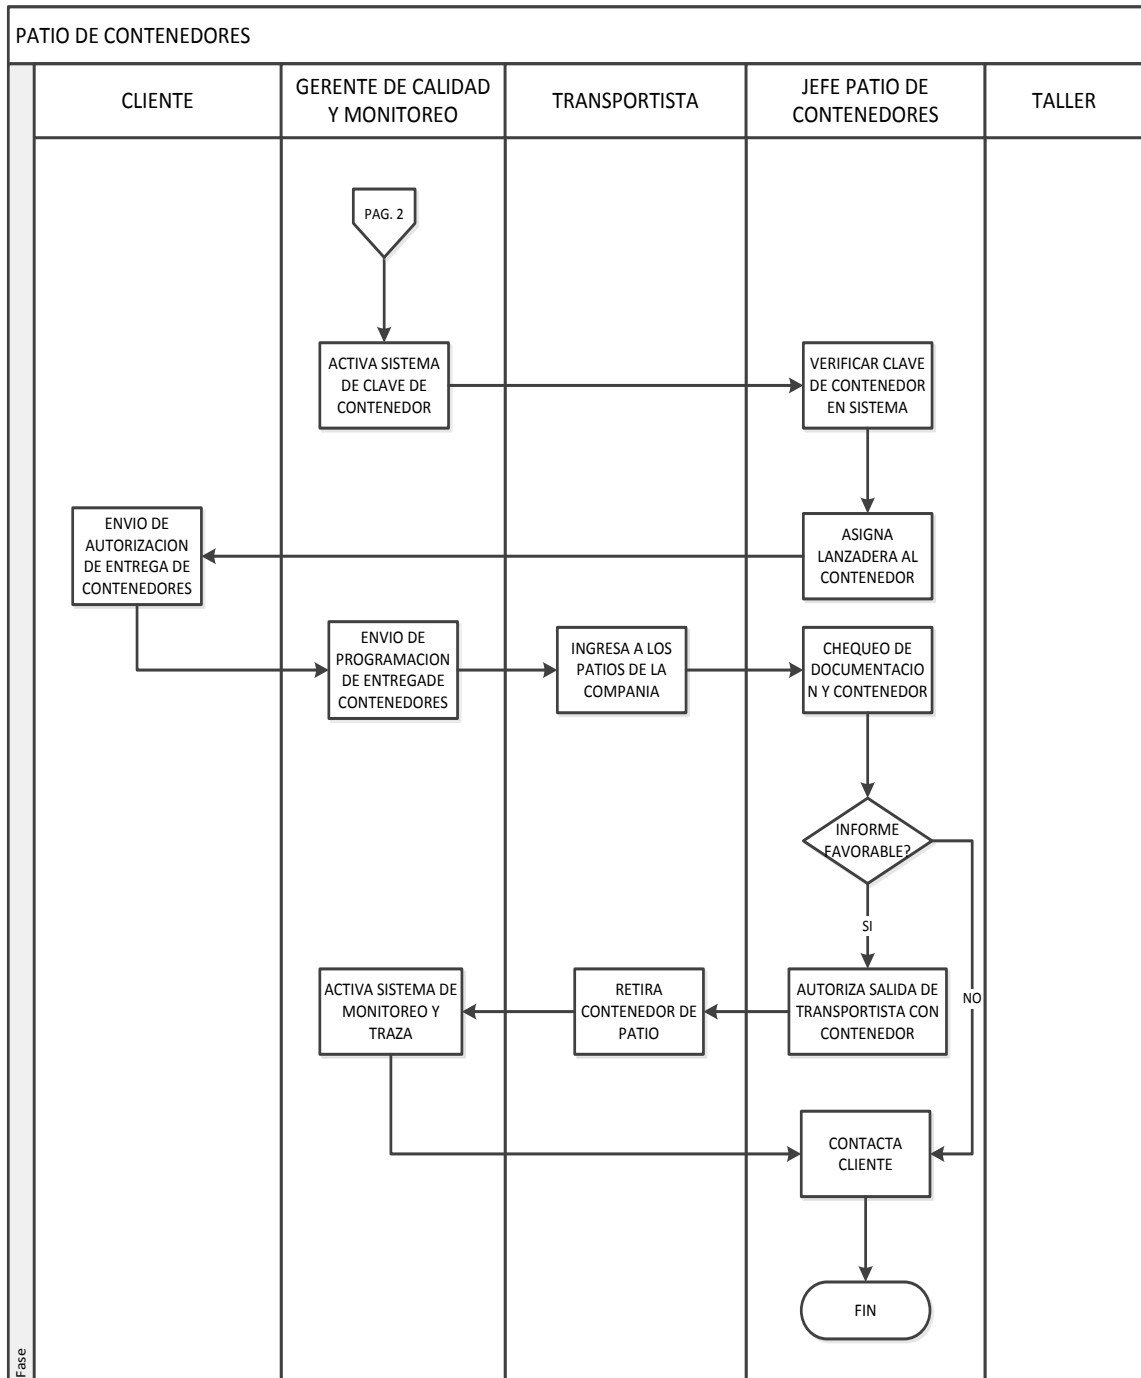 PATIO DE CONTENEDORES
CLIENTE
GERENTE DE CALIDAD
Y MONITOREO
TRANSPORTISTA
JEFE PATIO DE
CONTENEDORES
TALLER
PAG. 2
ACTIVA SISTEMA
DE CLAVE DE
CONTENEDOR
VERIFICAR CLAVE
DE CONTENEDOR
EN SISTEMA
ENVIO DE
AUTORIZACION
DE ENTREGA DE
CONTENEDORES
ASIGNA
LANZADERA AL
CONTENEDOR
ENVIO DE
PROGRAMACION
DE ENTREGADE
CONTENEDORES
INGRESA A LOS
PATIOS DE LA
COMPANIA
CHEQUEO DE
DOCUMENTACIO
N Y CONTENEDOR
INFORME
FAVORABLE?
SI
NO
ACTIVA SISTEMA DE
MONITOREO Y
TRAZA
RETIRA
CONTENEDOR DE
PATIO
AUTORIZA SALIDA DE
TRANSPORTISTA CON
CONTENEDOR
CONTACTA
CLIENTE
FIN
Fase